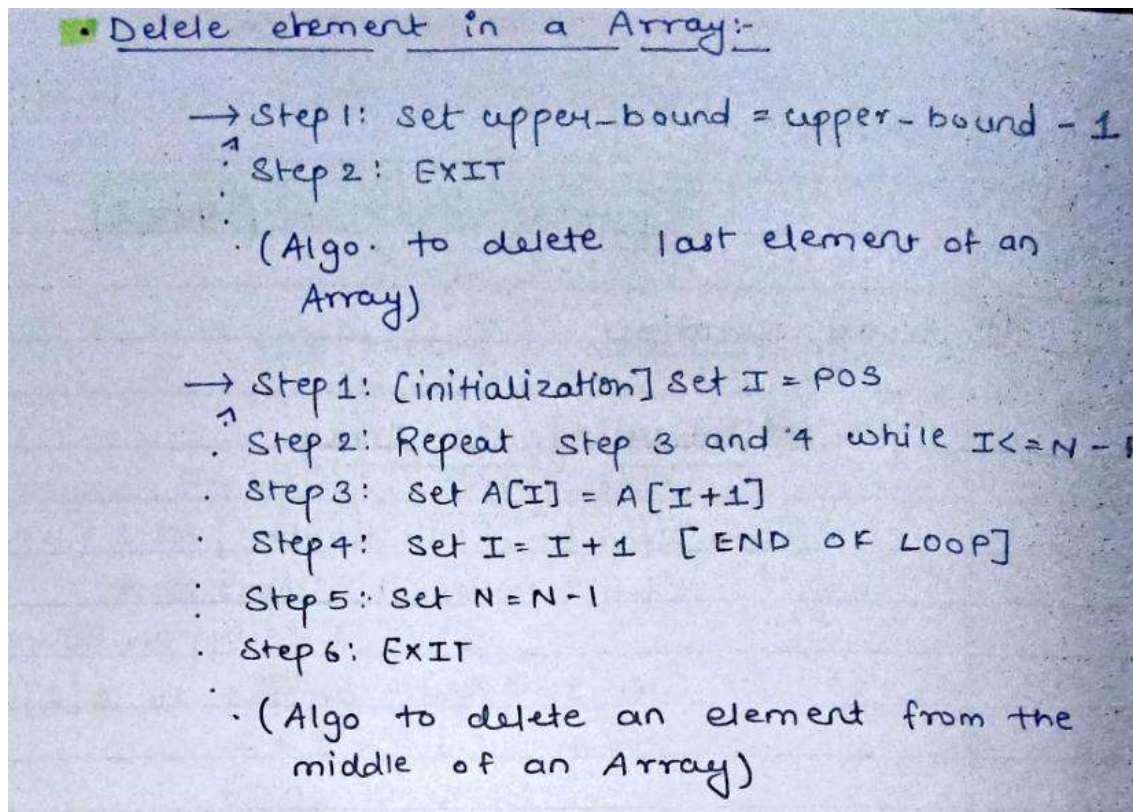 • Delele element in a Array:-
→ Step 1: set upper-bound = upper-bound - 1
Step 2: EXIT
(Algo. to delete last element of an
Array)
→ Step 1: [initialization] Set I = POS
Step 2: Repeat step 3 and 4 while I<=N-1
Step 3: Set A[I] = A[I+1]
Step 4: Set I = I+1 [END OF LOOP]
Step 5: Set N = N-1
Step 6: EXIT
(Algo to delete an element from the
middle of an Array)